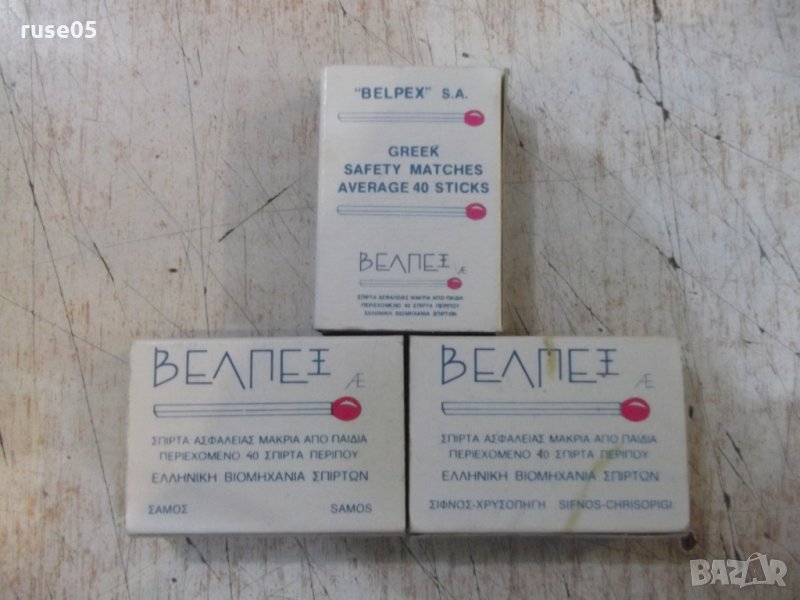 ruse05
"BELPEX" S.A.
GREEK
SAFETY MATCHES
AVERAGE 40 STICKS
ΒΕΛΠΕΞ ΑΕ
ΣΠΙΡΤΑ ΑΣΦΑΛΕΙΑΣ ΜΑΚΡΙΑ ΑΠΟ ΠΑΙΔΙΑ
ΠΕΡΙΕΧΟΜΕΝΟ 40 ΣΠΙΡΤΑ ΠΕΡΙΠΟΥ
ΕΛΛΗΝΙΚΗ ΒΙΟΜΗΧΑΝΙΑ ΣΠΙΡΤΩΝ
ΒΕΛΠΕΞ ΑΕ
ΣΠΙΡΤΑ ΑΣΦΑΛΕΙΑΣ ΜΑΚΡΙΑ ΑΠΟ ΠΑΙΔΙΑ
ΠΕΡΙΕΧΟΜΕΝΟ 40 ΣΠΙΡΤΑ ΠΕΡΙΠΟΥ
ΕΛΛΗΝΙΚΗ ΒΙΟΜΗΧΑΝΙΑ ΣΠΙΡΤΩΝ
ΣΑΜΟΣ SAMOS
ΒΕΛΠΕΞ ΑΕ
ΣΠΙΡΤΑ ΑΣΦΑΛΕΙΑΣ ΜΑΚΡΙΑ ΑΠΟ ΠΑΙΔΙΑ
ΠΕΡΙΕΧΟΜΕΝΟ 40 ΣΠΙΡΤΑ ΠΕΡΙΠΟΥ
ΕΛΛΗΝΙΚΗ ΒΙΟΜΗΧΑΝΙΑ ΣΠΙΡΤΩΝ
ΣΙΦΝΟΣ-ΧΡΥΣΟΠΗΓΗ SIFNOS-CHRISOPIGI
BAZAR